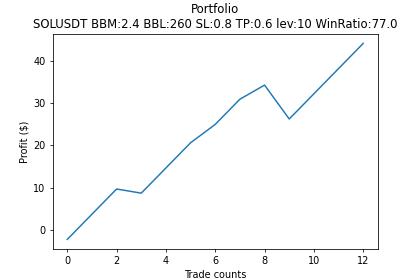 Portfolio
SOLUSDT BBM:2.4 BBL:260 SL:0.8 TP:0.6 lev:10 WinRatio:77.0
40
30
20
10
0
Profit ($)
0 2 4 6 8 10 12
Trade counts